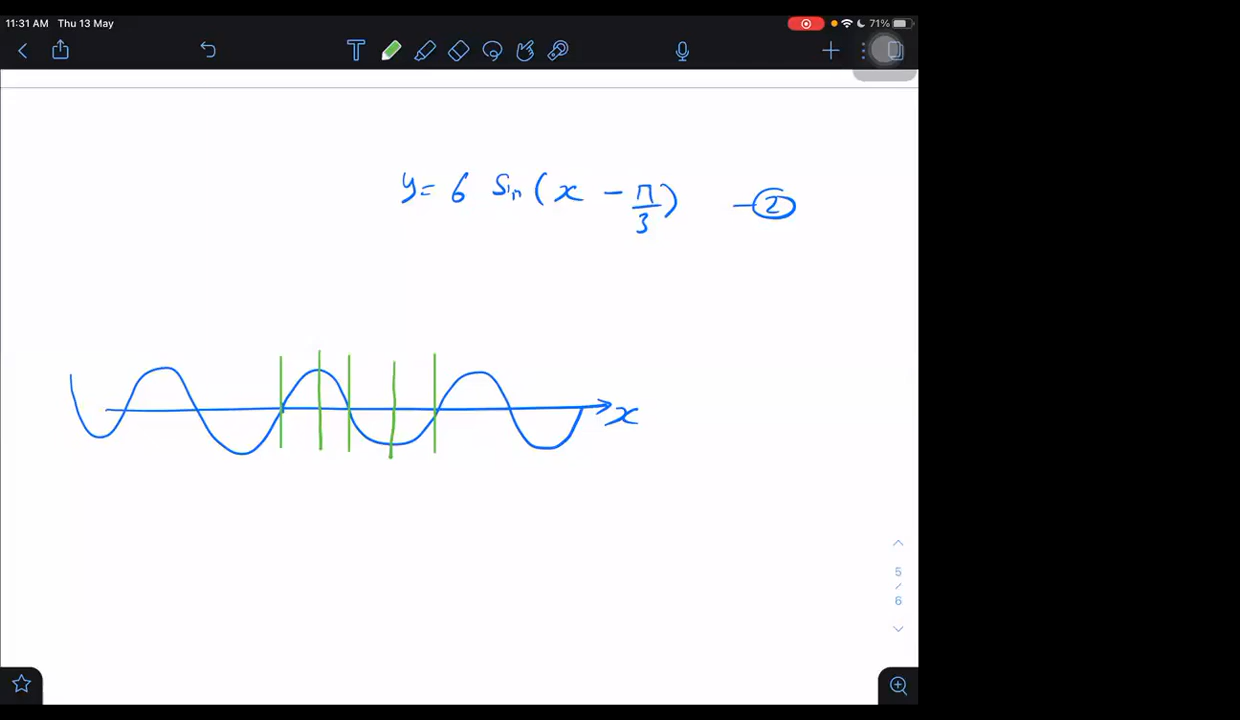 11:31 AM Thu 13 May
71%
T
y= 6 Sin(x - π/3) -②
x
5
/
6